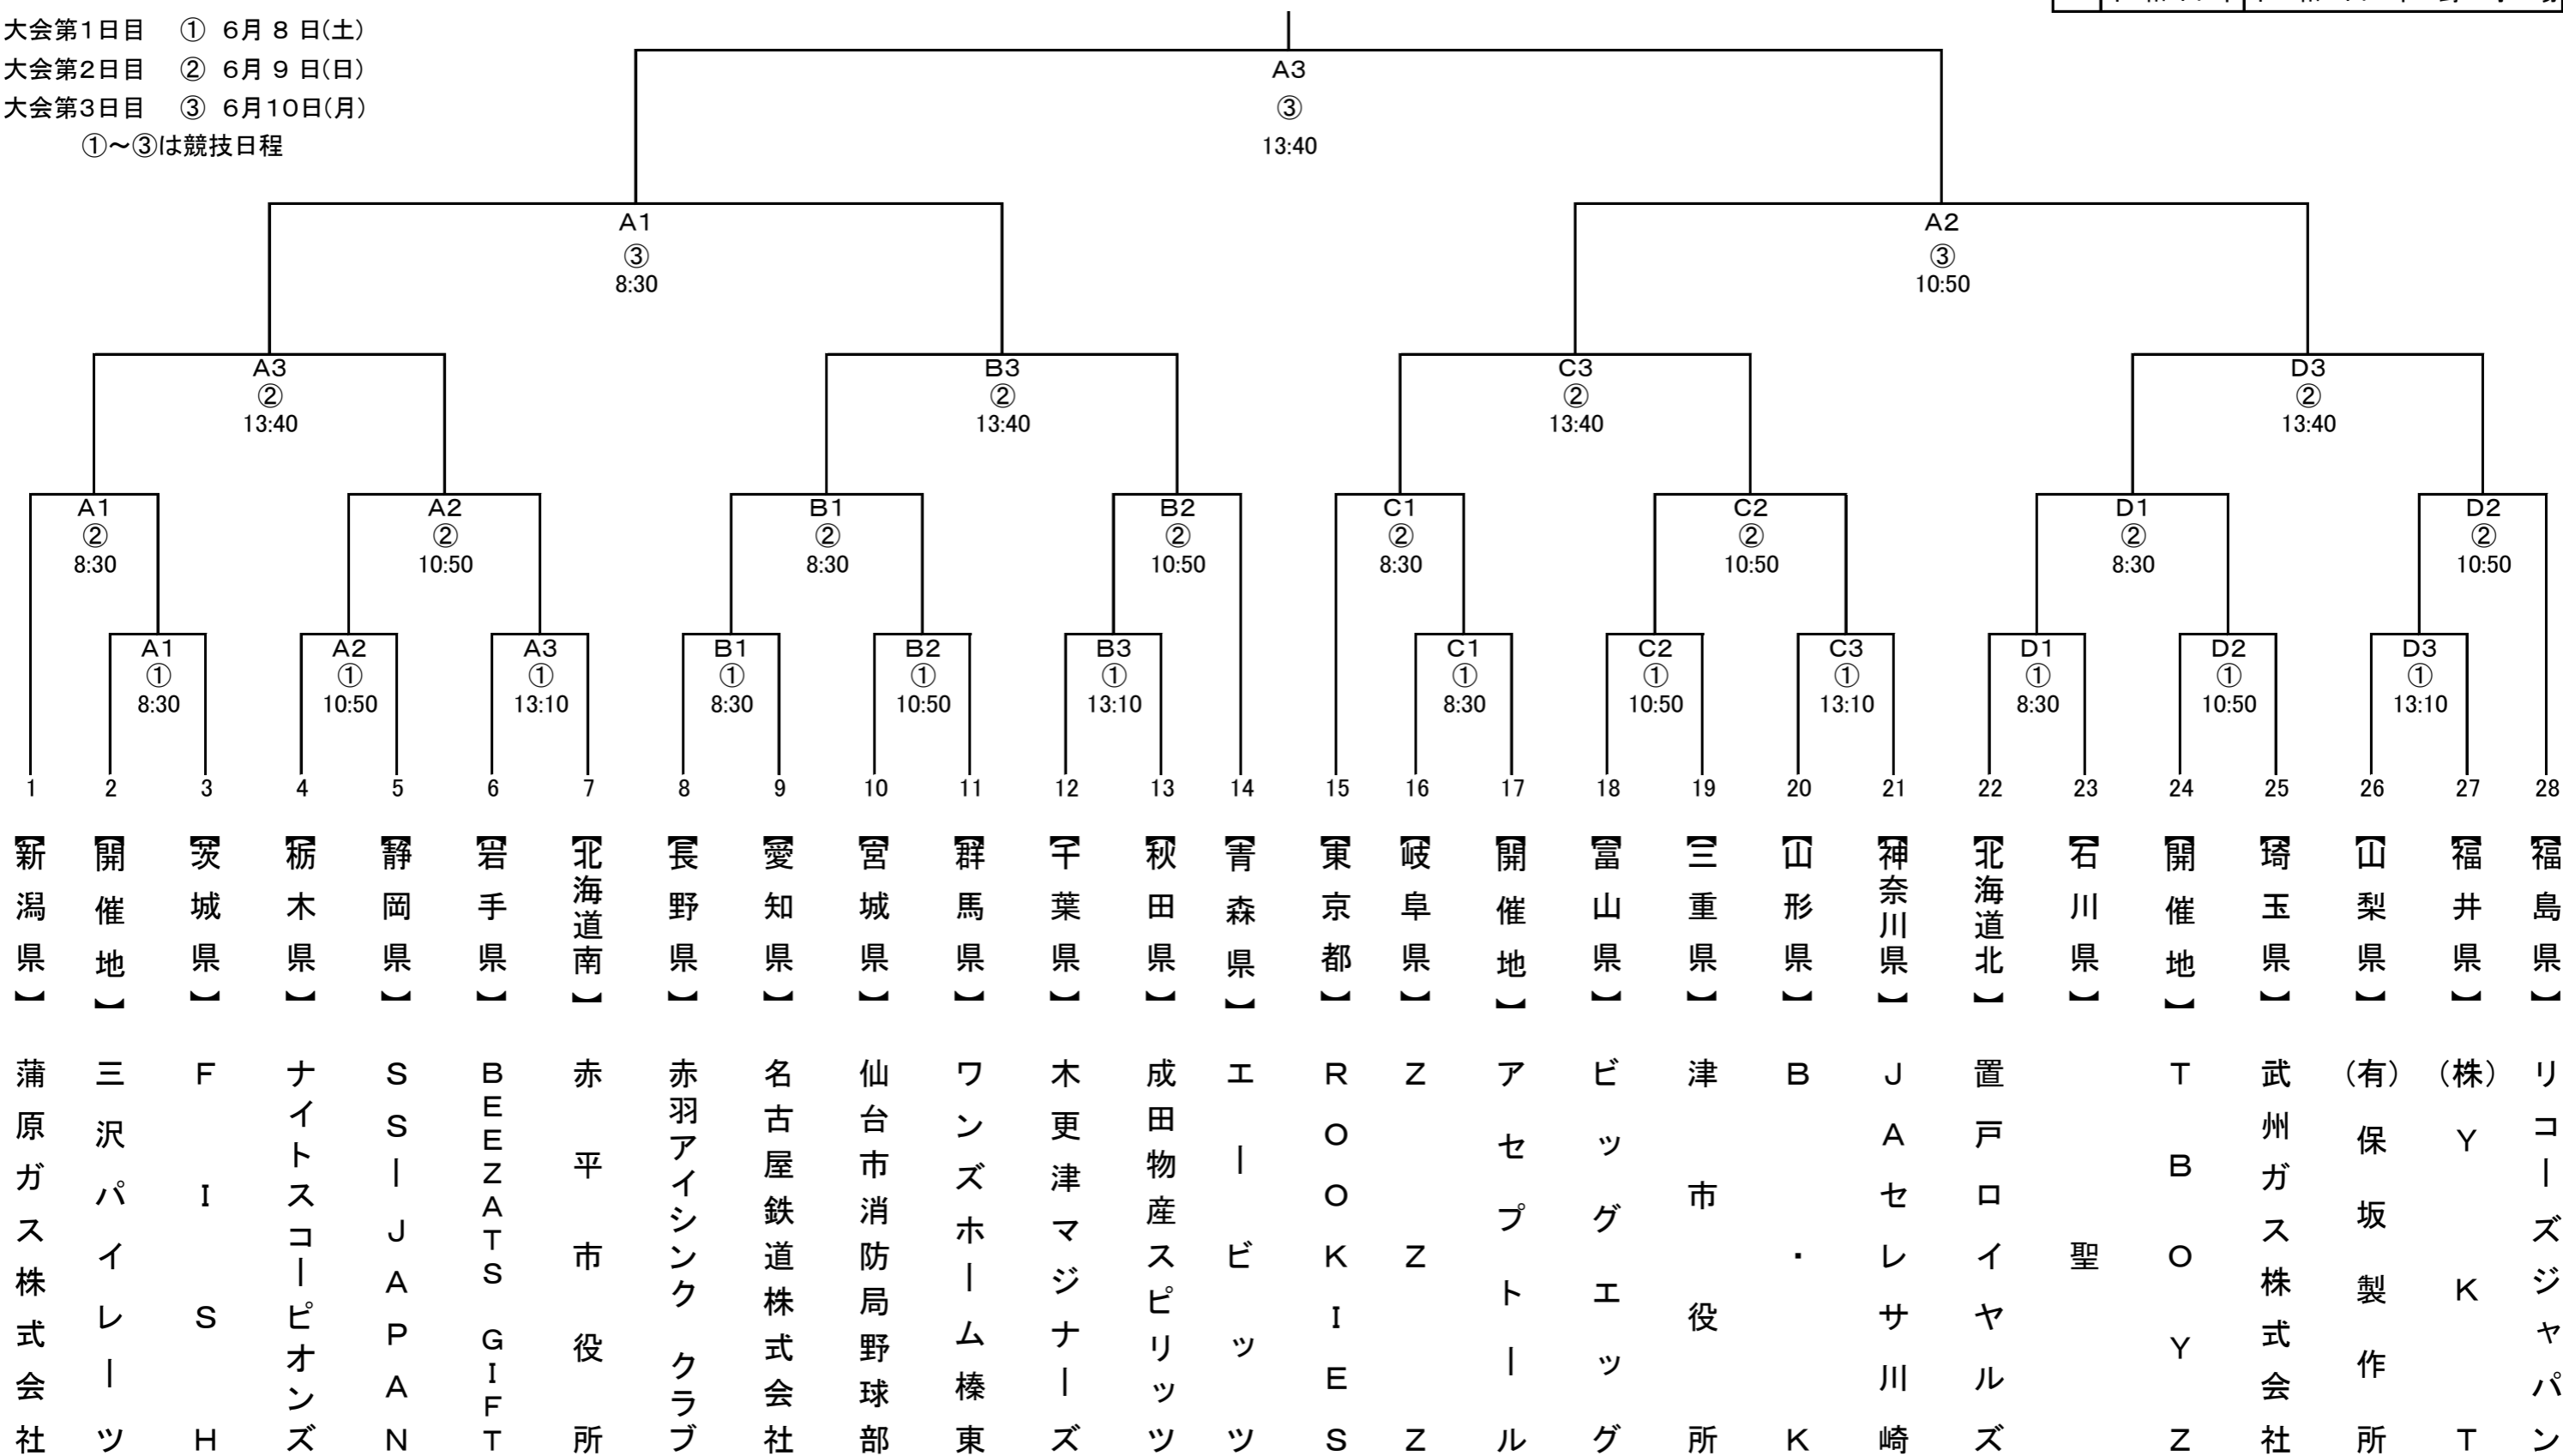 大会第1日目 ① 6月 8 日(土)
大会第2日目 ② 6月 9 日(日)
大会第3日目 ③ 6月10日(月)
①～③は競技日程
A3
③
13:40
A1
③
8:30
A2
③
10:50
A3
②
13:40
B3
②
13:40
C3
②
13:40
D3
②
13:40
A1
②
8:30
A2
②
10:50
B1
②
8:30
B2
②
10:50
C1
②
8:30
C2
②
10:50
D1
②
8:30
D2
②
10:50
A1
①
8:30
A2
①
10:50
A3
①
13:10
B1
①
8:30
B2
①
10:50
B3
①
13:10
C1
①
8:30
C2
①
10:50
C3
①
13:10
D1
①
8:30
D2
①
10:50
D3
①
13:10
1 【新潟県】 蒲原ガス株式会社
2 【開催地】 三沢パイレーツ
3 【茨城県】 FISH
4 【栃木県】 ナイトスコーピオンズ
5 【静岡県】 SSーJAPAN
6 【岩手県】 BEEZATS GIFT
7 【北海道南】 赤平市役所
8 【長野県】 赤羽アイシンク クラブ
9 【愛知県】 名古屋鉄道株式会社
10 【宮城県】 仙台市消防局野球部
11 【群馬県】 ワンズホーム榛東
12 【千葉県】 木更津マジナーズ
13 【秋田県】 成田物産スピリッツ
14 【青森県】 エービッツ
15 【東京都】 ROOKIES
16 【岐阜県】 ZZZ
17 【開催地】 アセプトール
18 【富山県】 ビッグエッグ
19 【三重県】 津市役所
20 【山形県】 B・K
21 【神奈川県】 JAセレサ川崎
22 【北海道北】 置戸ロイヤルズ
23 【石川県】 聖
24 【開催地】 TBOYZ
25 【埼玉県】 武州ガス株式会社
26 【山梨県】 (有)保坂製作所
27 【福井県】 (株)YKT
28 【福島県】 リコーズジャパン